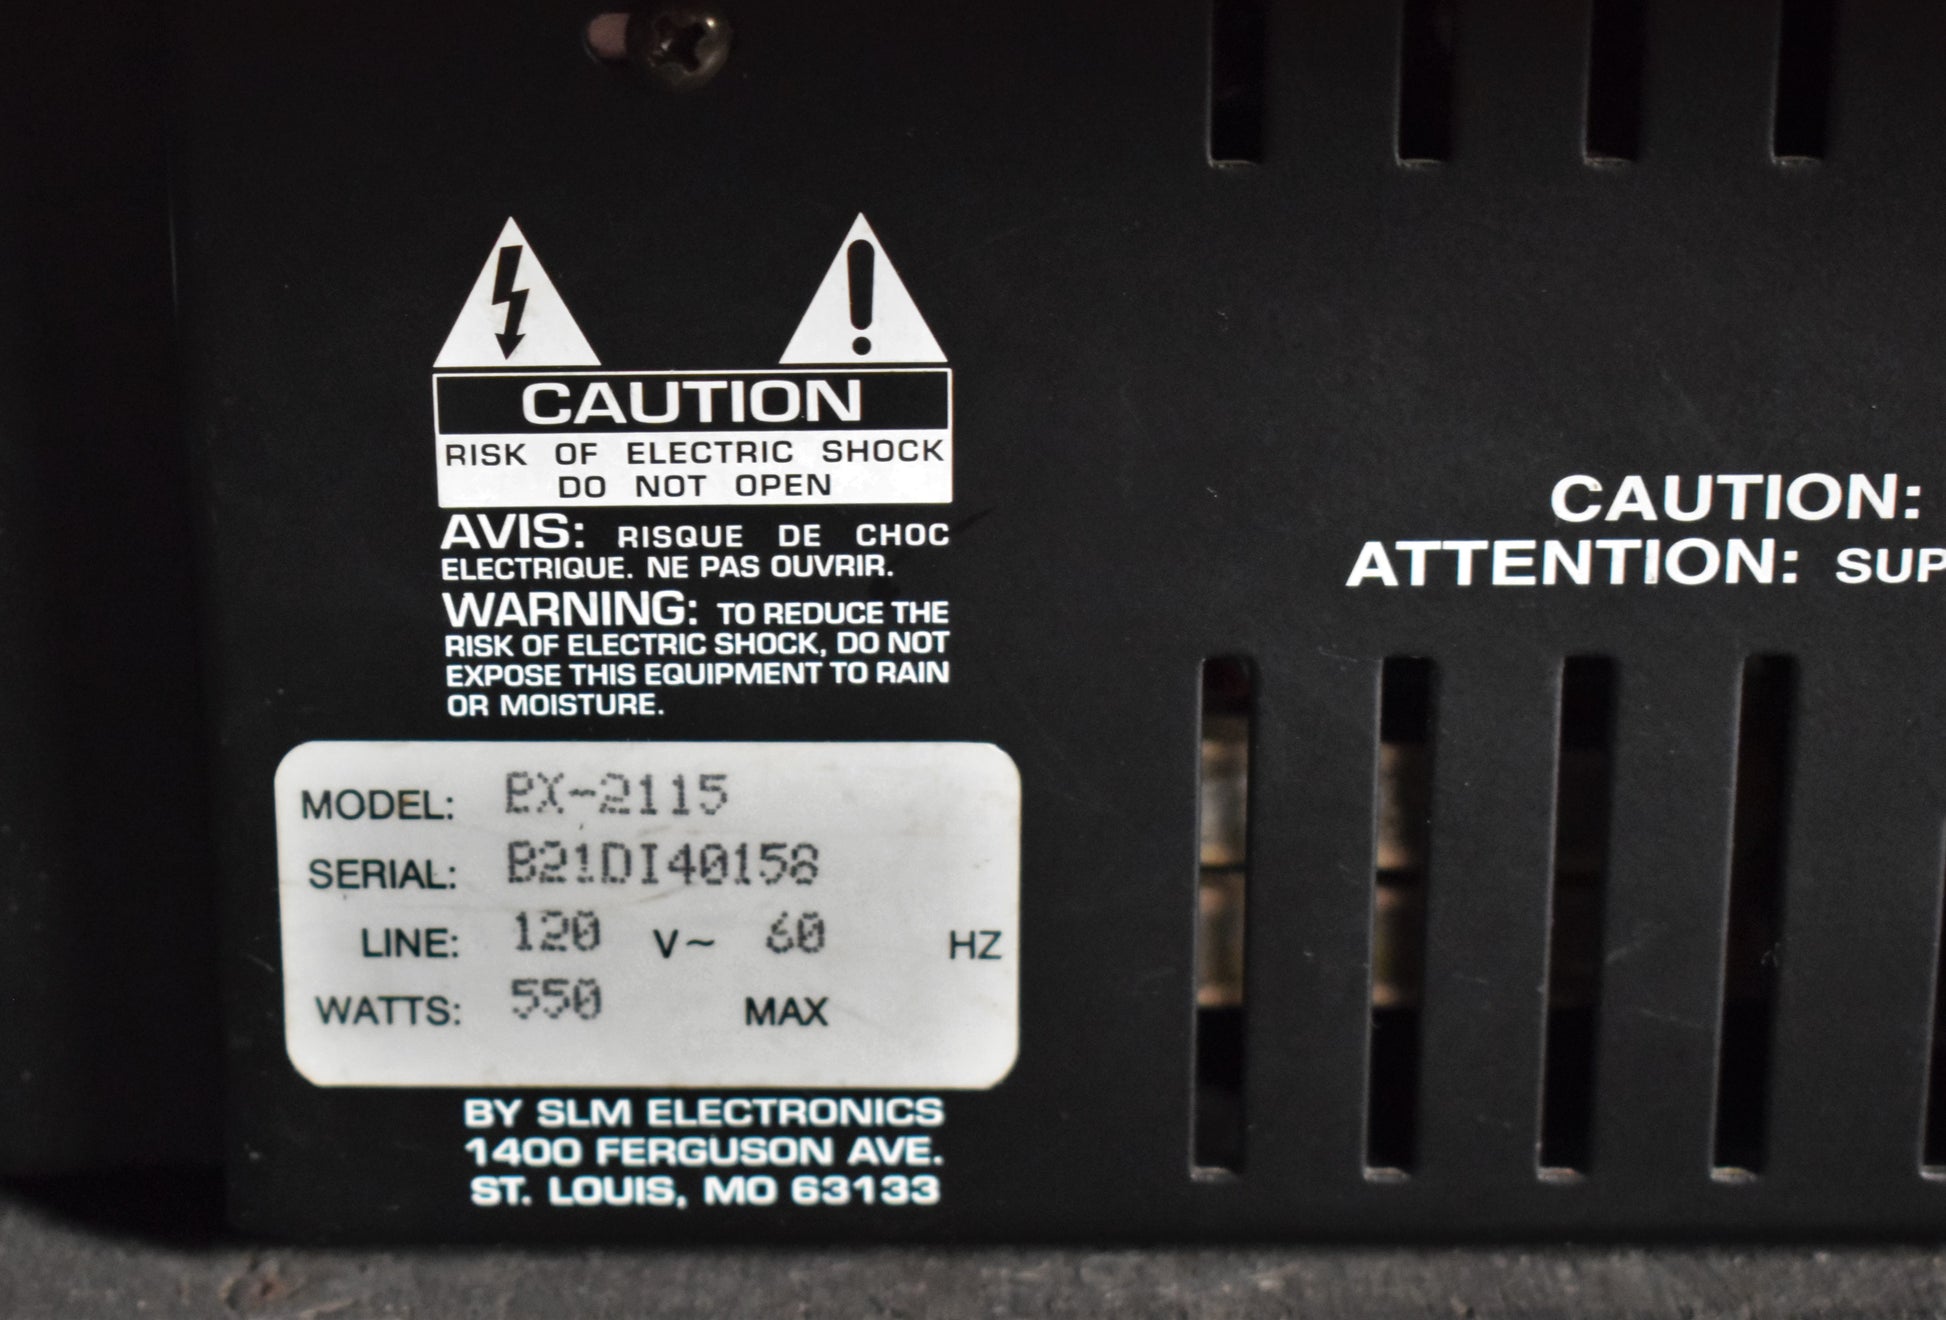 CAUTION
RISK OF ELECTRIC SHOCK
DO NOT OPEN
AVIS: RISQUE DE CHOC
ELECTRIQUE. NE PAS OUVRIR.
WARNING: TO REDUCE THE
RISK OF ELECTRIC SHOCK, DO NOT
EXPOSE THIS EQUIPMENT TO RAIN
OR MOISTURE.
MODEL: PX-2115
SERIAL: B21DI40158
LINE: 120 V~ 60 HZ
WATTS: 550 MAX
BY SLM ELECTRONICS
1400 FERGUSON AVE.
ST. LOUIS, MO 63133
CAUTION:
ATTENTION: SUP